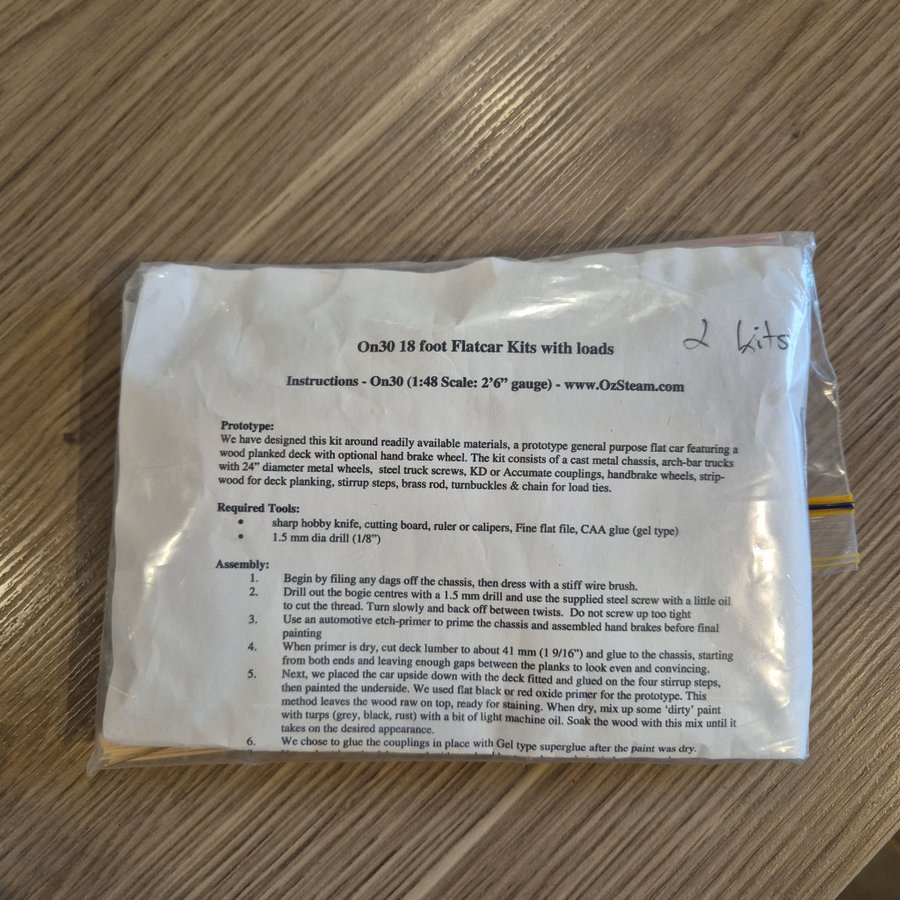 2 kits
On30 18 foot Flatcar Kits with loads
Instructions - On30 (1:48 Scale: 2’6” gauge) - www.OzSteam.com
Prototype:
We have designed this kit around readily available materials, a prototype general purpose flat car featuring a
wood planked deck with optional hand brake wheel. The kit consists of a cast metal chassis, arch-bar trucks
with 24” diameter metal wheels, steel truck screws, KD or Accumate couplings, handbrake wheels, strip-
wood for deck planking, stirrup steps, brass rod, turnbuckles & chain for load ties.
Required Tools:
• sharp hobby knife, cutting board, ruler or calipers, Fine flat file, CAA glue (gel type)
• 1.5 mm dia drill (1/8”)
Assembly:
1. Begin by filing any dags off the chassis, then dress with a stiff wire brush.
2. Drill out the bogie centres with a 1.5 mm drill and use the supplied steel screw with a little oil
to cut the thread. Turn slowly and back off between twists. Do not screw up too tight
3. Use an automotive etch-primer to prime the chassis and assembled hand brakes before final
painting
4. When primer is dry, cut deck lumber to about 41 mm (1 9/16”) and glue to the chassis, starting
from both ends and leaving enough gaps between the planks to look even and convincing.
5. Next, we placed the car upside down with the deck fitted and glued on the four stirrup steps,
then painted the underside. We used flat black or red oxide primer for the prototype. This
method leaves the wood raw on top, ready for staining. When dry, mix up some ‘dirty’ paint
with turps (grey, black, rust) with a bit of light machine oil. Soak the wood with this mix until it
takes on the desired appearance.
6. We chose to glue the couplings in place with Gel type superglue after the paint was dry.